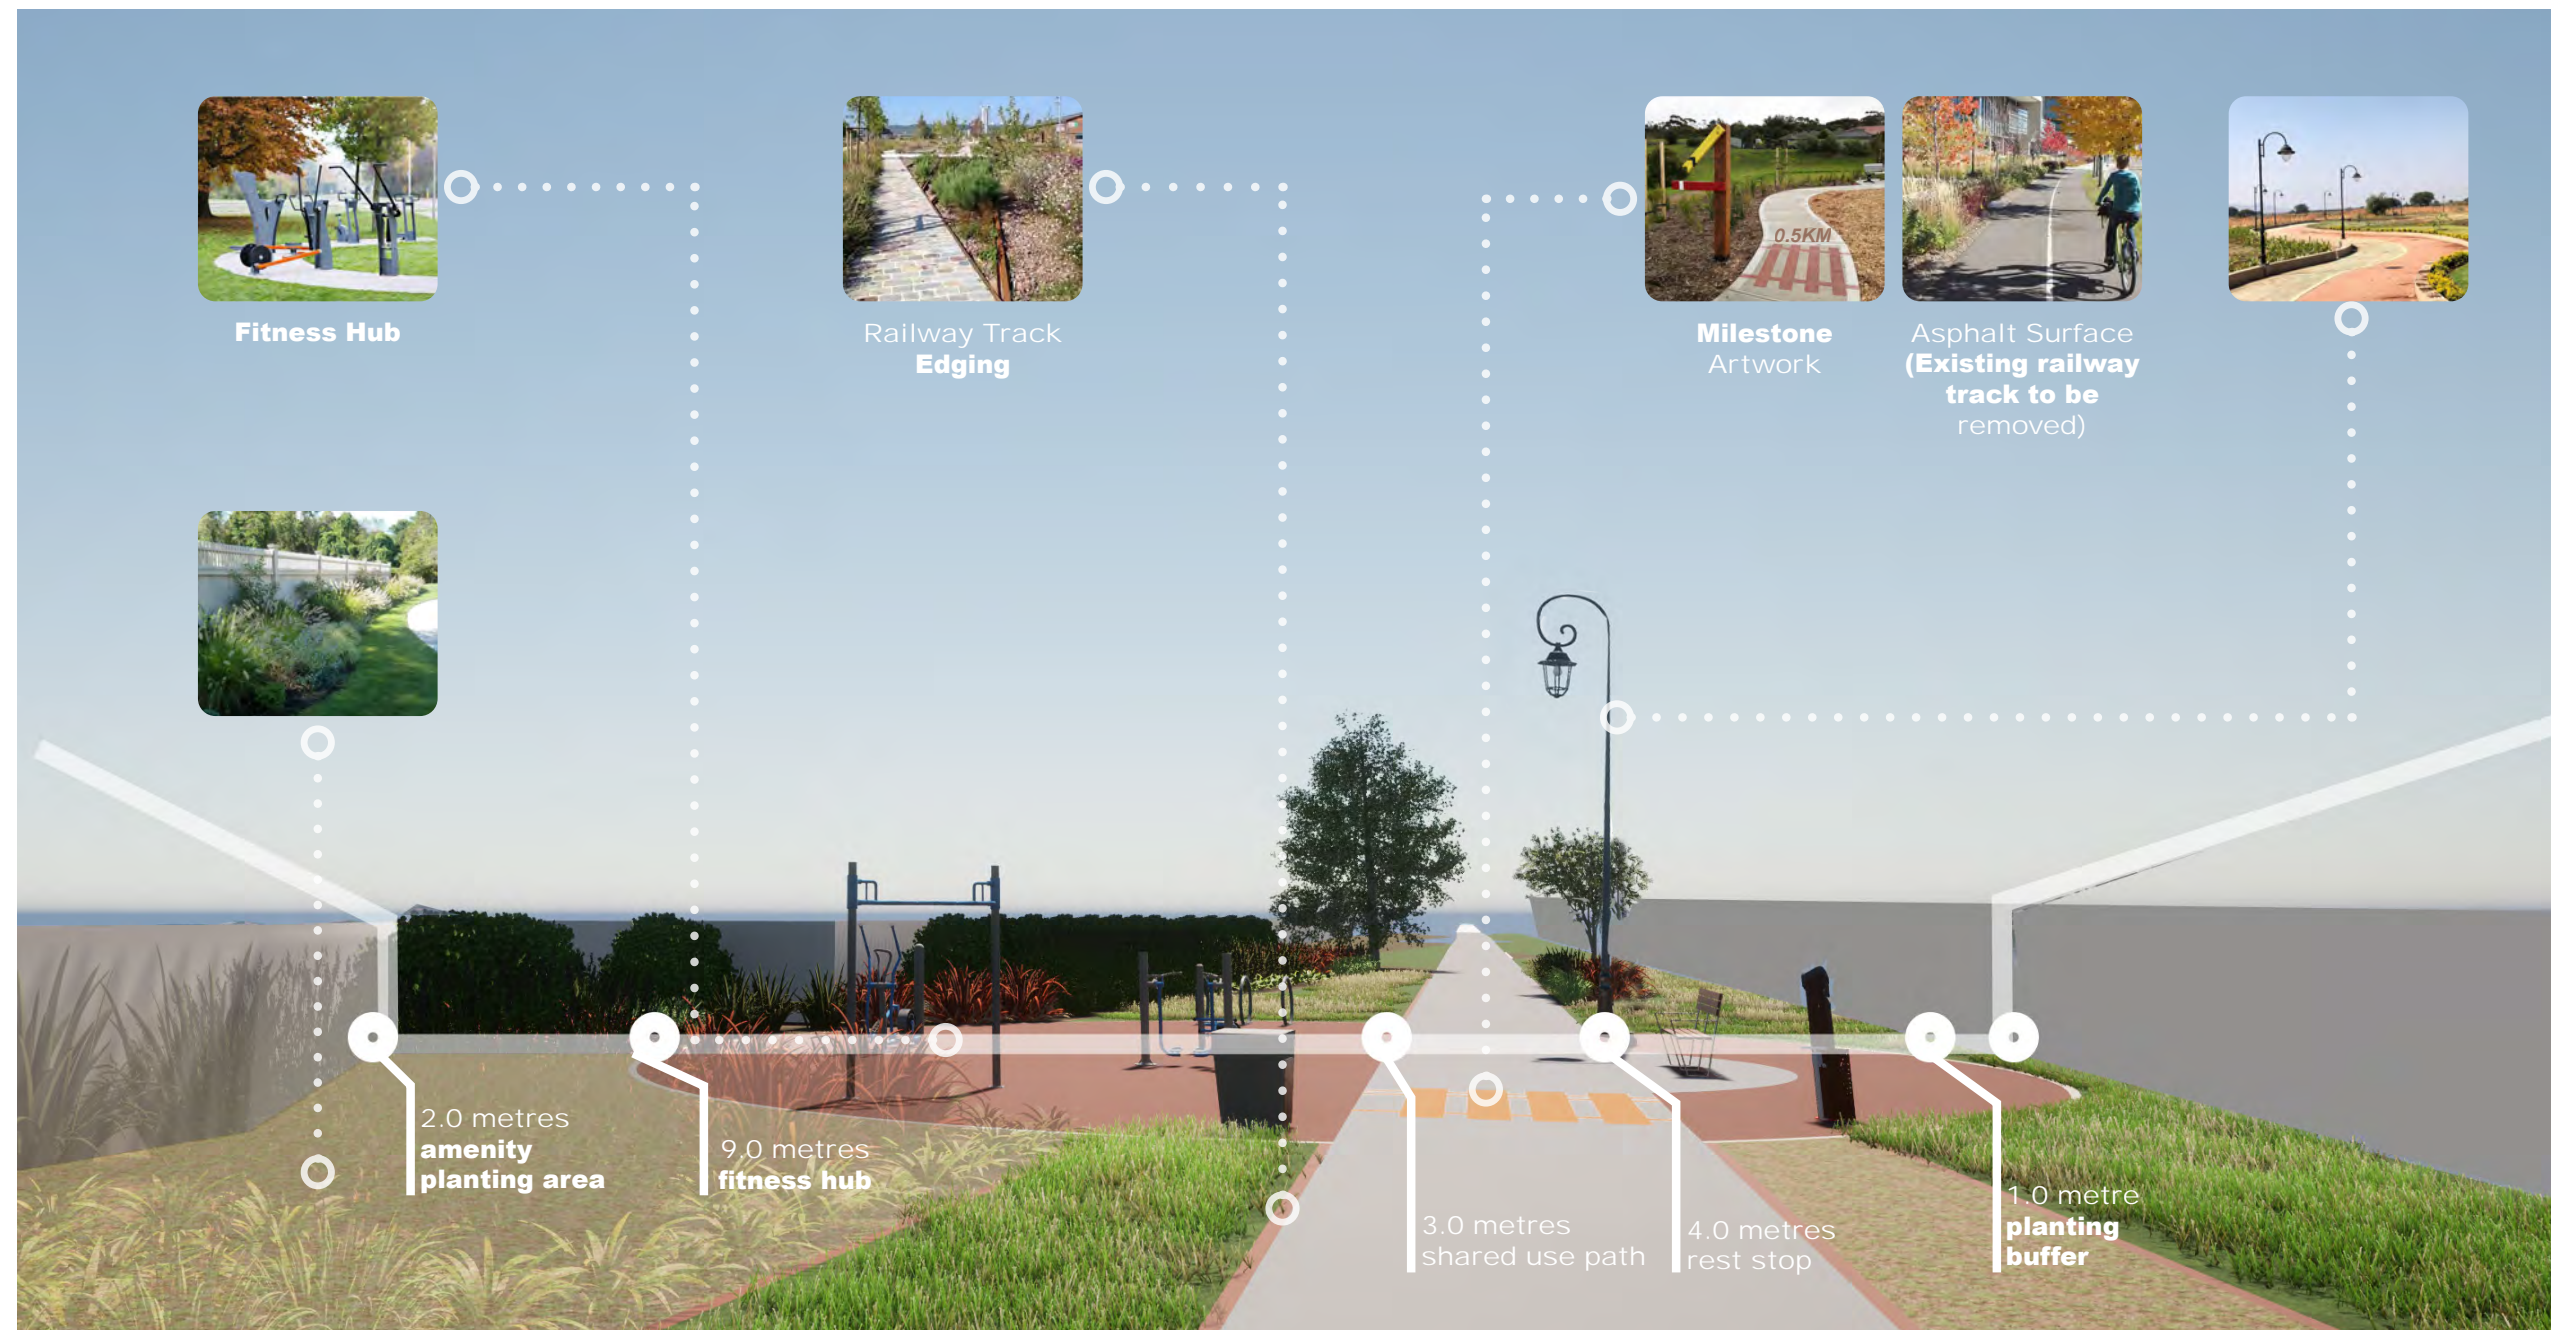 Fitness Hub
Railway Track
Edging
0.5KM
Milestone
Artwork
Asphalt Surface
(Existing railway
track to be
removed)
2.0 metres
amenity
planting area
9.0 metres
fitness hub
3.0 metres
shared use path
4.0 metres
rest stop
1.0 metre
planting
buffer